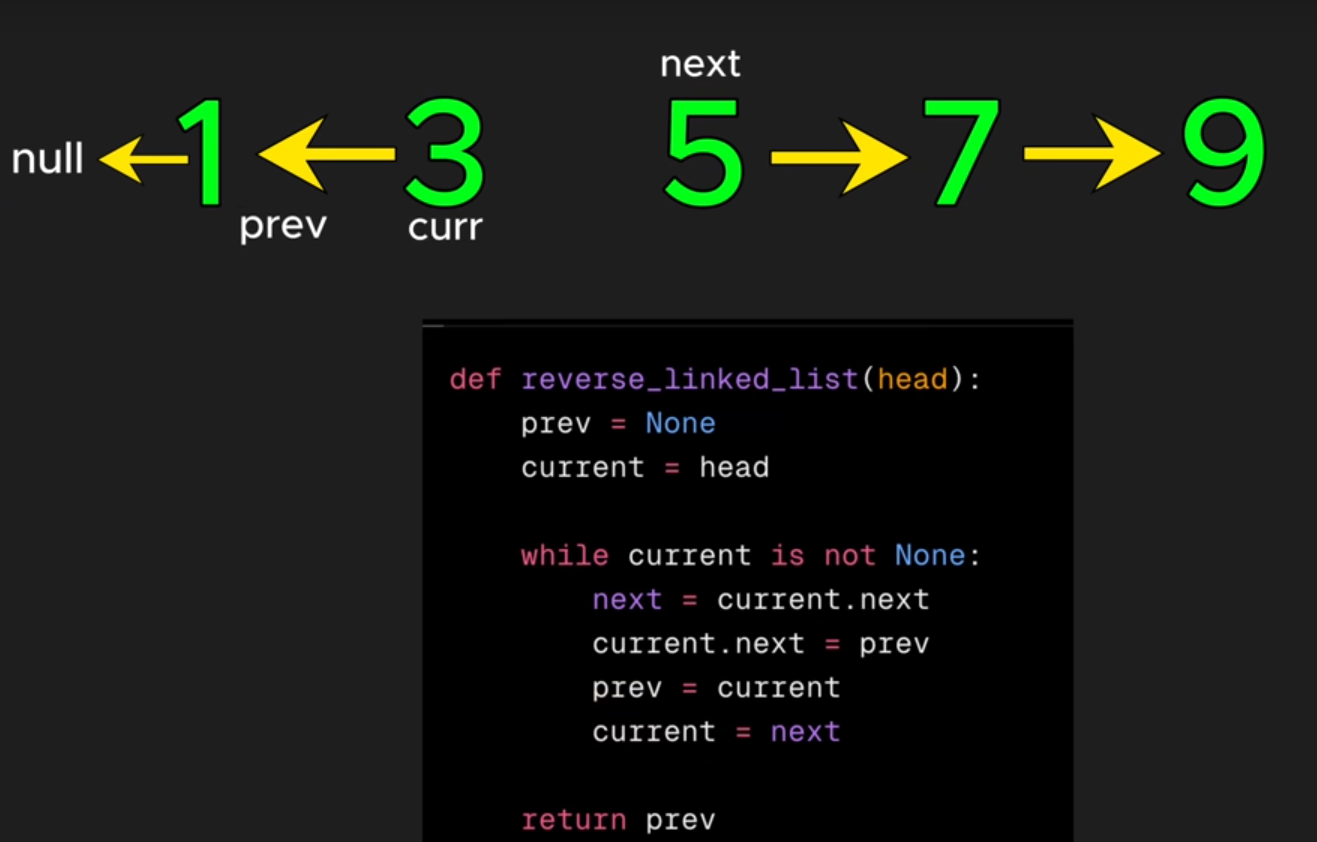 next
null 1 3 5 7 9
prev curr
def reverse_linked_list(head):
    prev = None
    current = head
    while current is not None:
        next = current.next
        current.next = prev
        prev = current
        current = next
    return prev